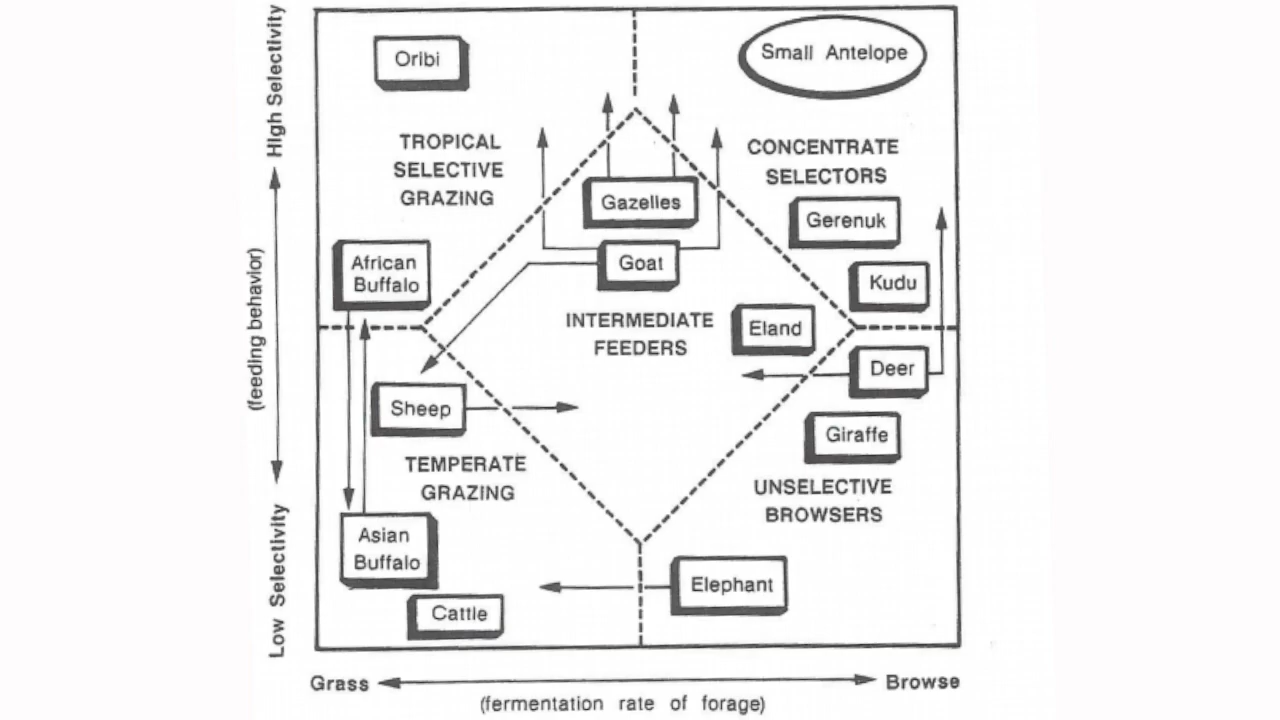 High Selectivity
(feeding behavior)
Low Selectivity
Oribi
Small Antelope
TROPICAL
SELECTIVE
GRAZING
CONCENTRATE
SELECTORS
Gazelles
Gerenuk
African
Buffalo
Goat
Kudu
INTERMEDIATE
FEEDERS
Eland
Deer
Sheep
Giraffe
TEMPERATE
GRAZING
UNSELECTIVE
BROWSERS
Asian
Buffalo
Elephant
Cattle
Grass
Browse
(fermentation rate of forage)